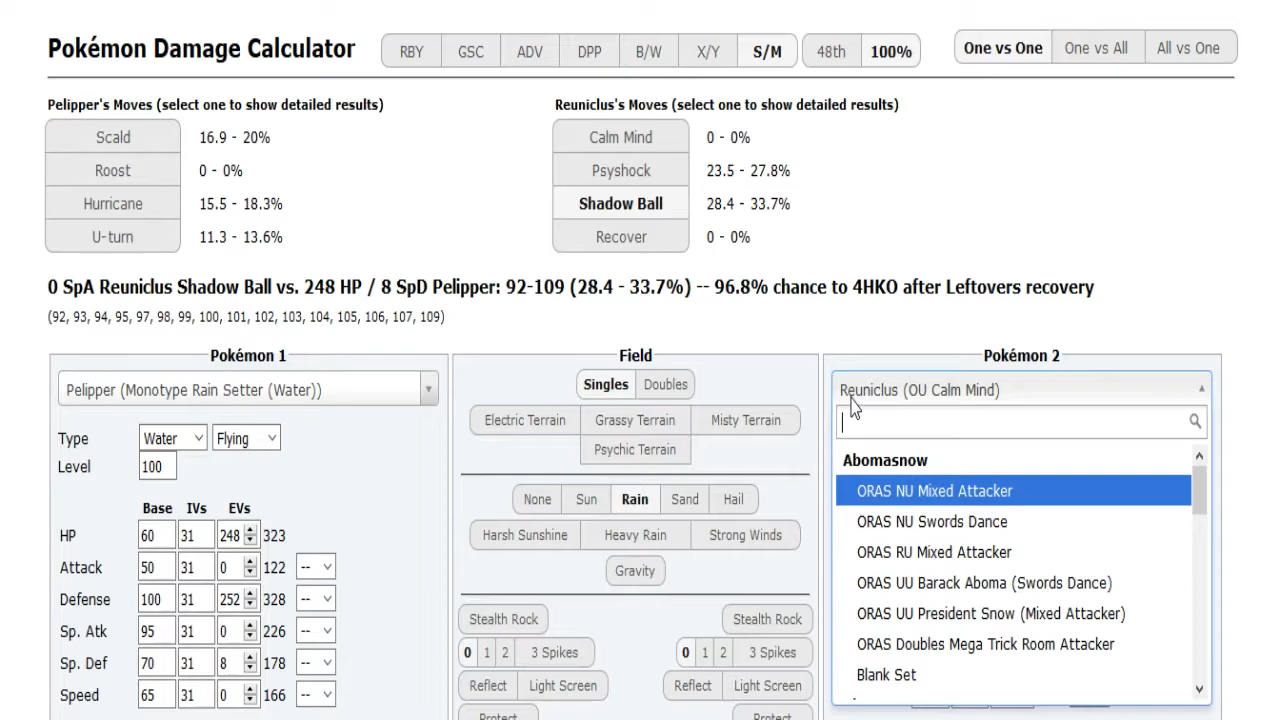 Pokémon Damage Calculator
RBY GSC ADV DPP B/W X/Y S/M 48th 100% One vs One One vs All All vs One
Pelipper's Moves (select one to show detailed results)
Scald 16.9 - 20%
Roost 0 - 0%
Hurricane 15.5 - 18.3%
U-turn 11.3 - 13.6%
Reuniclus's Moves (select one to show detailed results)
Calm Mind 0 - 0%
Psyshock 23.5 - 27.8%
Shadow Ball 28.4 - 33.7%
Recover 0 - 0%
0 SpA Reuniclus Shadow Ball vs. 248 HP / 8 SpD Pelipper: 92-109 (28.4 - 33.7%) -- 96.8% chance to 4HKO after Leftovers recovery
(92, 93, 94, 95, 97, 98, 99, 100, 101, 102, 103, 104, 105, 106, 107, 109)
Pokémon 1
Pelipper (Monotype Rain Setter (Water))
Type Water Flying
Level 100
Base IVs EVs
HP 60 31 248 323
Attack 50 31 0 122 --
Defense 100 31 252 328 --
Sp. Atk 95 31 0 226 --
Sp. Def 70 31 8 178 --
Speed 65 31 0 166 --
Field
Singles Doubles
Electric Terrain Grassy Terrain Misty Terrain
Psychic Terrain
None Sun Rain Sand Hail
Harsh Sunshine Heavy Rain Strong Winds
Gravity
Stealth Rock Stealth Rock
0 1 2 3 Spikes 0 1 2 3 Spikes
Reflect Light Screen Reflect Light Screen
Protect Protect
Pokémon 2
Reuniclus (OU Calm Mind)
Abomasnow
ORAS NU Mixed Attacker
ORAS NU Swords Dance
ORAS RU Mixed Attacker
ORAS UU Barack Aboma (Swords Dance)
ORAS UU President Snow (Mixed Attacker)
ORAS Doubles Mega Trick Room Attacker
Blank Set